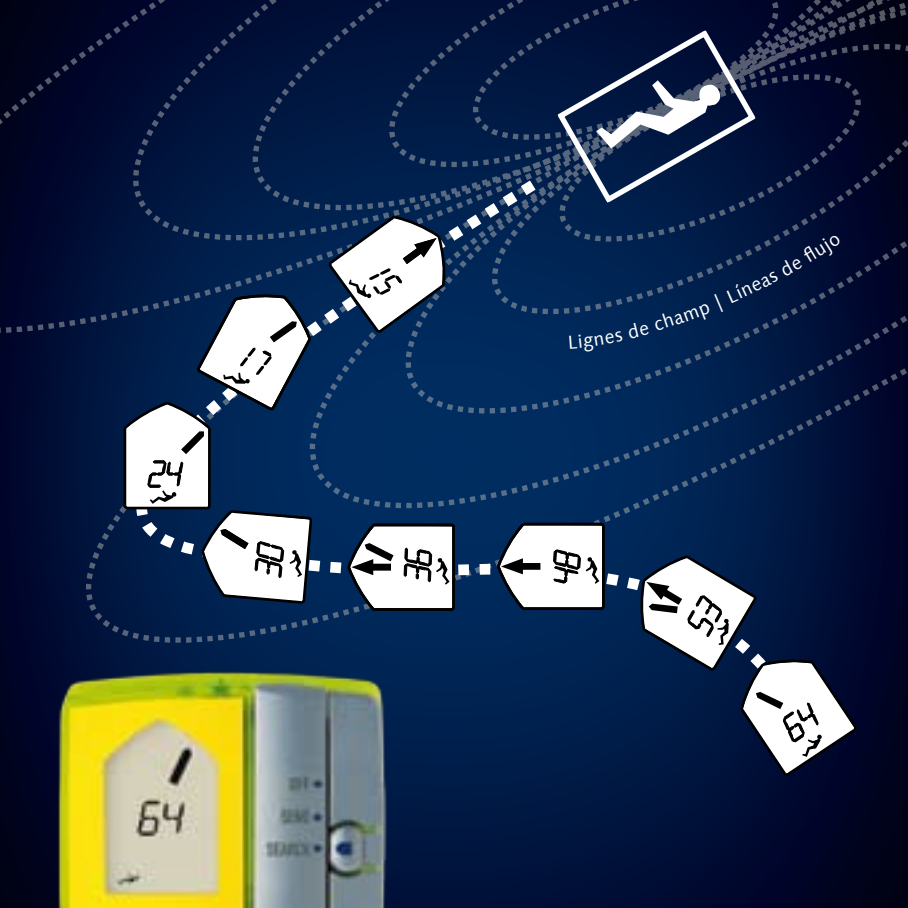 Lignes de champ | Líneas de flujo
15
17
24
30
36
48
53
64
64
OFF
SEND
SEARCH